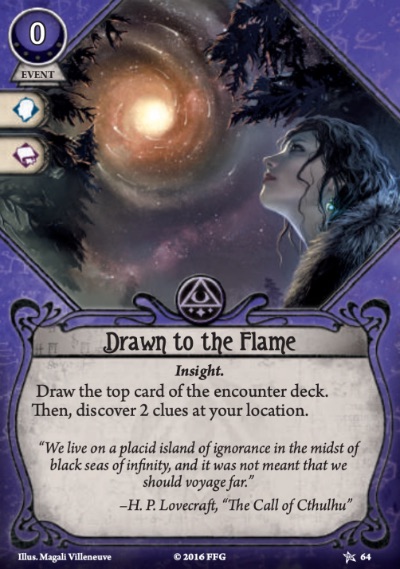 0
EVENT
Drawn to the Flame
Insight.
Draw the top card of the encounter deck.
Then, discover 2 clues at your location.
“We live on a placid island of ignorance in the midst of
black seas of infinity, and it was not meant that we
should voyage far.”
–H. P. Lovecraft, “The Call of Cthulhu”
Illus. Magali Villeneuve © 2016 FFG 64